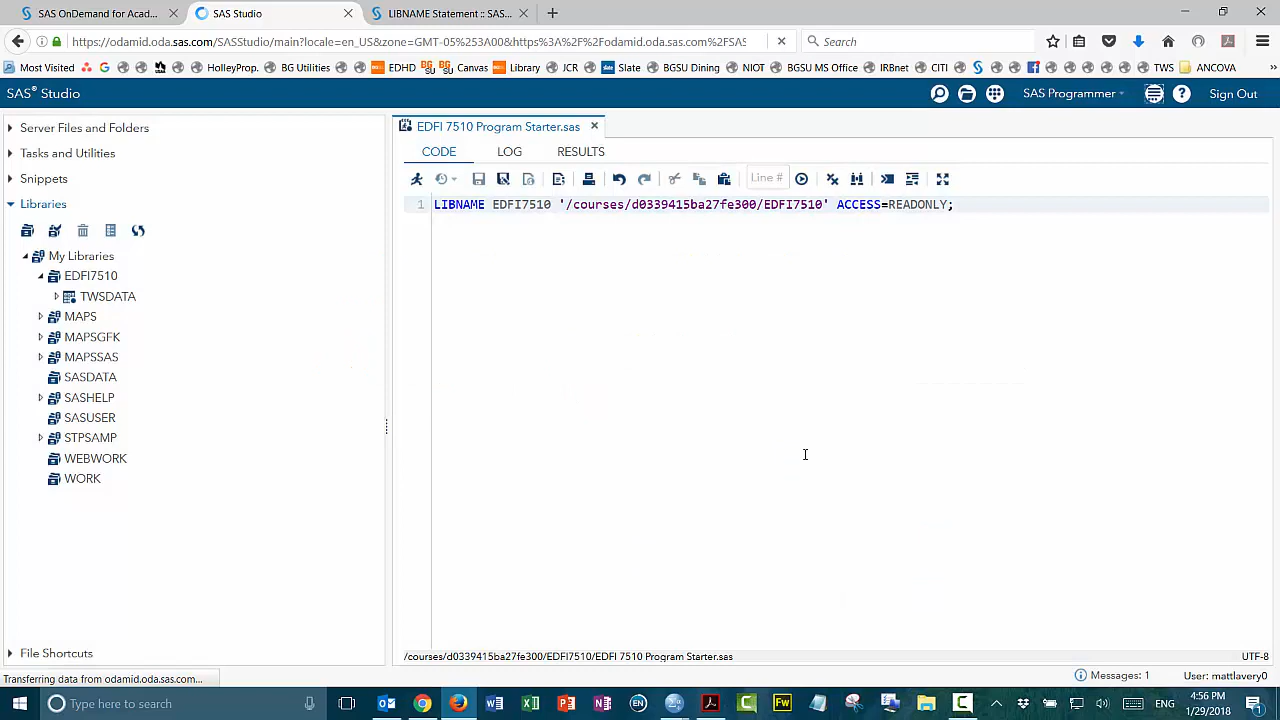 SAS OnDemand for Acad...
SAS Studio
LIBNAME Statement :: SAS...
https://odamid.oda.sas.com/SASStudio/main?locale=en_US&zone=GMT-05%253A00&https%3A%2F%2Fodamid.oda.sas.com%2FSAS
Search
Most Visited
HolleyProp.
BG Utilities
EDHD
Canvas
Library
JCR
Slate
BGSU Dining
NIOT
BGSU MS Office
IRBnet
CITI
TWS
ANCOVA
SAS® Studio
SAS Programmer
Sign Out
Server Files and Folders
Tasks and Utilities
Snippets
Libraries
My Libraries
EDFI7510
TWSDATA
MAPS
MAPSGFK
MAPSSAS
SASDATA
SASHELP
SASUSER
STPSAMP
WEBWORK
WORK
File Shortcuts
EDFI 7510 Program Starter.sas
CODE LOG RESULTS
Line #
1 LIBNAME EDFI7510 '/courses/d0339415ba27fe300/EDFI7510' ACCESS=READONLY;
/courses/d0339415ba27fe300/EDFI7510/EDFI 7510 Program Starter.sas
UTF-8
Transferring data from odamid.oda.sas.com...
Messages: 1
User: mattlavery0
Type here to search
ENG
4:56 PM
1/29/2018